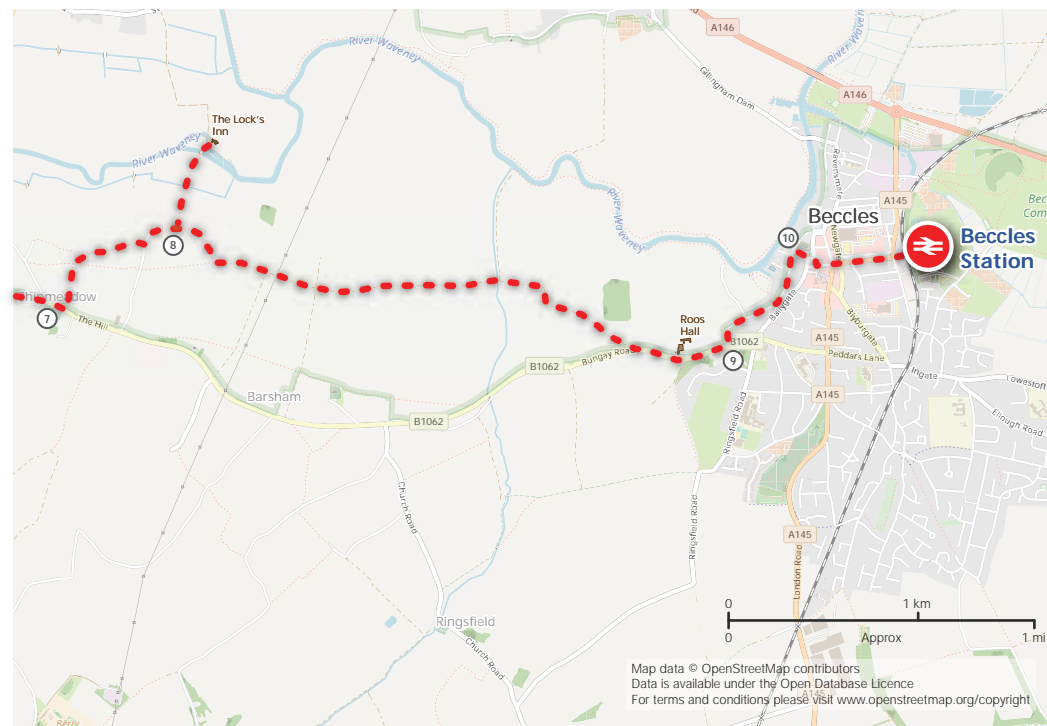 A146
River Waveney
River Waveney
Gillingham Dam
A146
The Lock's
Inn
River Waveney
Ravensmere
A145
River
Waveney
Beccles
Newgate
10
Beccles
Station
8
7
The Hill
Roos
Hall
Ballygate
Blyburgate
B1062
A145
Bungay Road
9
Peddars Lane
B1062
Ingate
Lowestoft
Barsham
A145
Ringsfield Road
Ellough Road
B1062
Church Road
Ringsfield Road
A145
London Road
0
1 km
Ringsfield
0
Approx
1 mi
Church Road
Map data © OpenStreetMap contributors
Data is available under the Open Database Licence
A145
For terms and conditions please visit www.openstreetmap.org/copyright
Berry